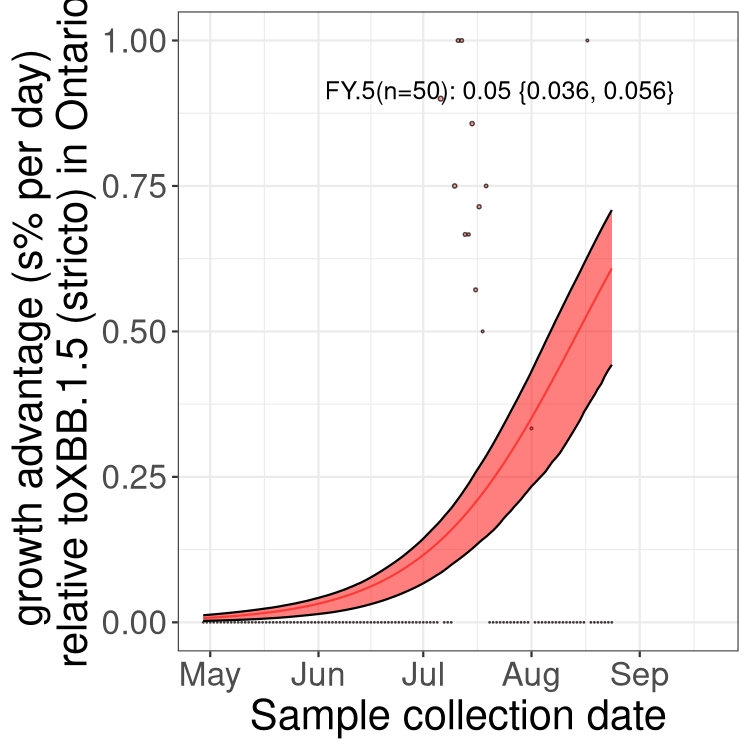 growth advantage (s% per day)
relative toXBB.1.5 (stricto) in Ontario
1.00
0.75
0.50
0.25
0.00
FY.5(n=50): 0.05 {0.036, 0.056}
May
Jun
Jul
Aug
Sep
Sample collection date